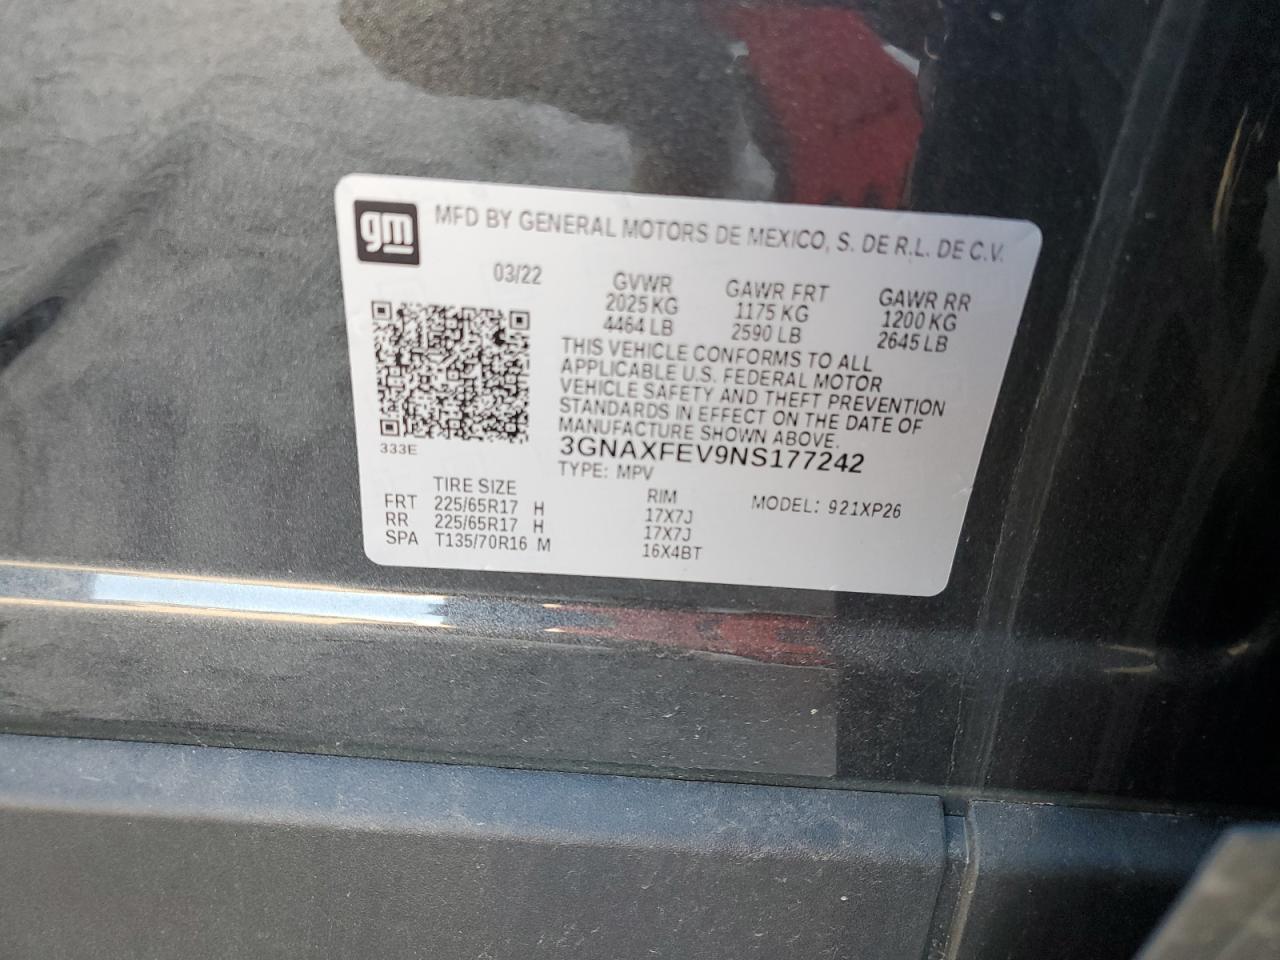 gm MFD BY GENERAL MOTORS DE MEXICO, S. DE R.L. DE C.V.
03/22 GVWR GAWR FRT GAWR RR
2025 KG 1175 KG 1200 KG
4464 LB 2590 LB 2645 LB
THIS VEHICLE CONFORMS TO ALL
APPLICABLE U.S. FEDERAL MOTOR
VEHICLE SAFETY AND THEFT PREVENTION
STANDARDS IN EFFECT ON THE DATE OF
MANUFACTURE SHOWN ABOVE.
333E 3GNAXFEV9NS177242
TYPE: MPV
TIRE SIZE RIM MODEL: 921XP26
FRT 225/65R17 H 17X7J
RR 225/65R17 H 17X7J
SPA T135/70R16 M 16X4BT